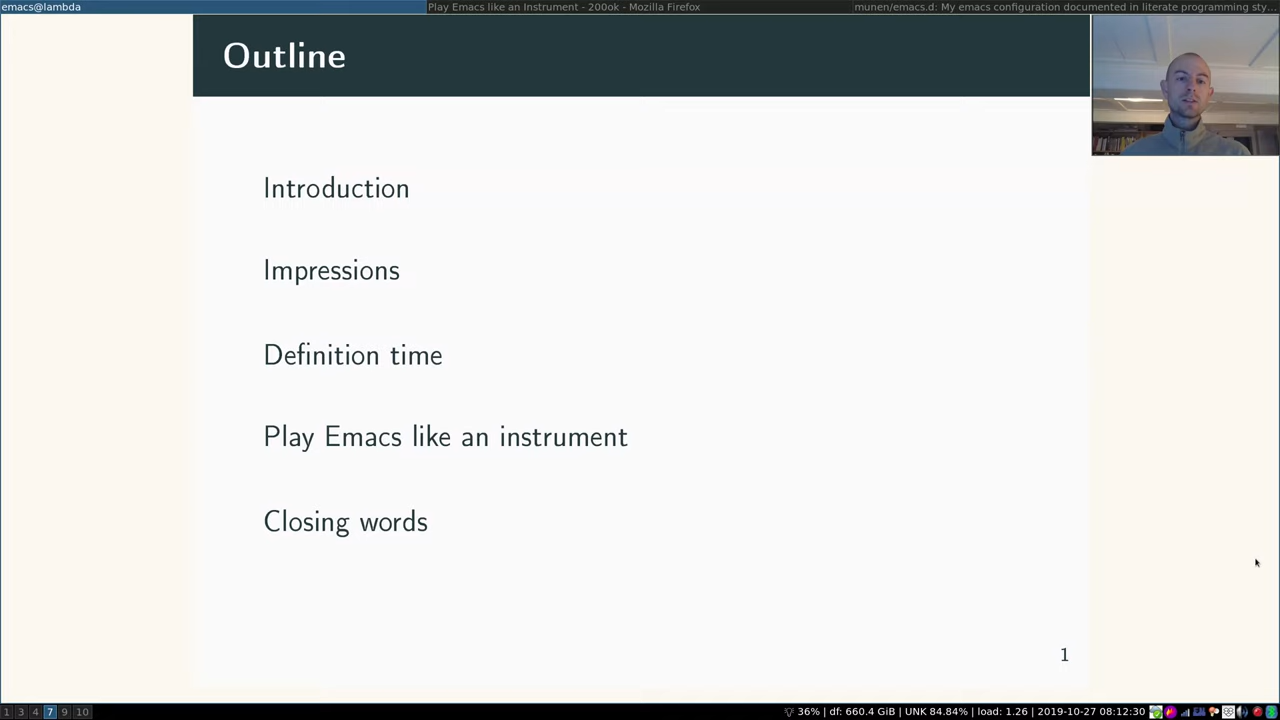 emacs@lambda
Play Emacs like an Instrument - 200ok - Mozilla Firefox
munen/emacs.d: My emacs configuration documented in literate programming sty...
Outline
Introduction
Impressions
Definition time
Play Emacs like an instrument
Closing words
1
1 3 4 7 9 10
36% | df: 660.4 GiB | UNK 84.84% | load: 1.26 | 2019-10-27 08:12:30